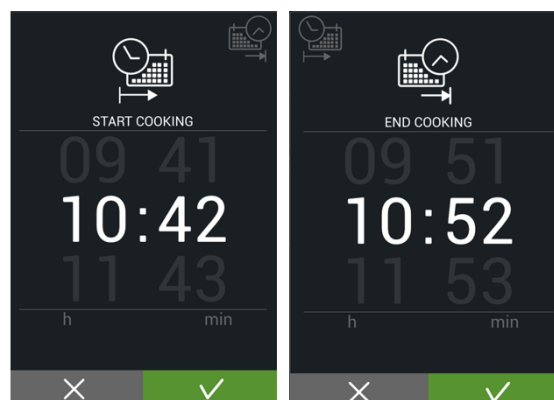 START COOKING
09 41
10:42
11 43
h min
END COOKING
09 51
10:52
11 53
h min